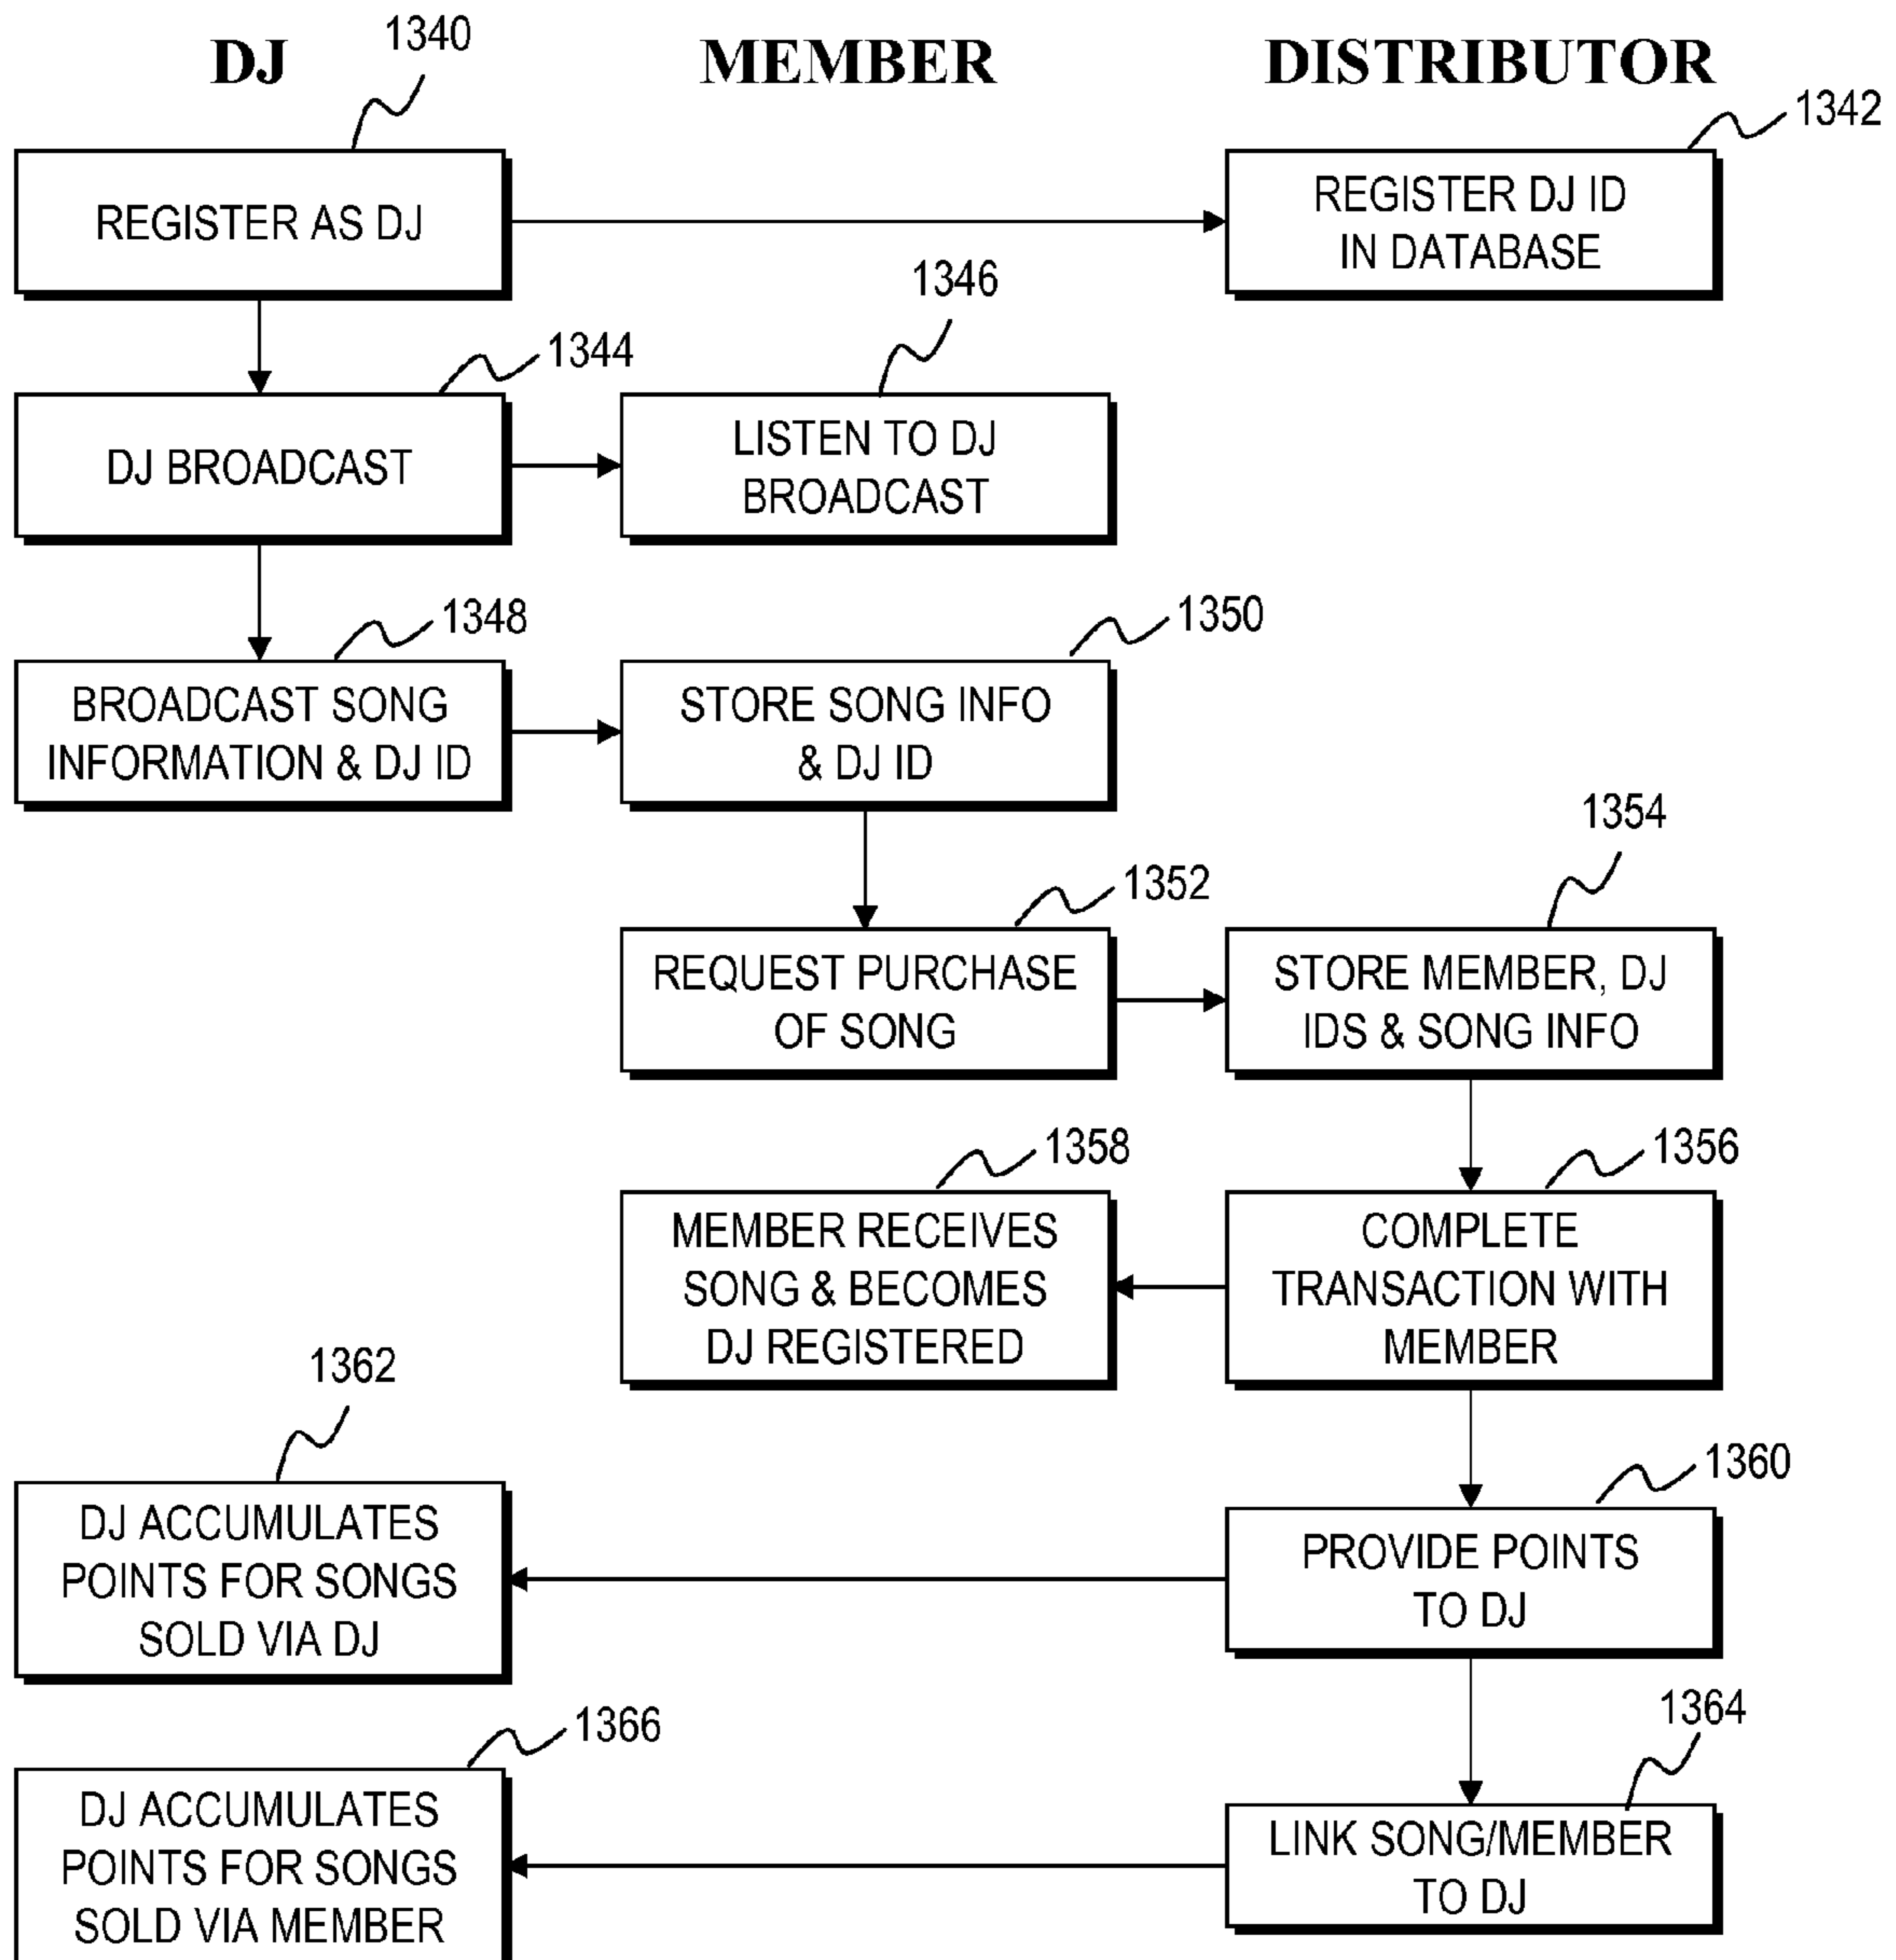 DJ
MEMBER
DISTRIBUTOR
1340
1342
REGISTER AS DJ
REGISTER DJ ID
IN DATABASE
1344
1346
DJ BROADCAST
LISTEN TO DJ
BROADCAST
1348
1350
BROADCAST SONG
INFORMATION & DJ ID
STORE SONG INFO
& DJ ID
1352
1354
REQUEST PURCHASE
OF SONG
STORE MEMBER, DJ
IDS & SONG INFO
1358
1356
MEMBER RECEIVES
SONG & BECOMES
DJ REGISTERED
COMPLETE
TRANSACTION WITH
MEMBER
1362
1360
DJ ACCUMULATES
POINTS FOR SONGS
SOLD VIA DJ
PROVIDE POINTS
TO DJ
1366
1364
DJ ACCUMULATES
POINTS FOR SONGS
SOLD VIA MEMBER
LINK SONG/MEMBER
TO DJ